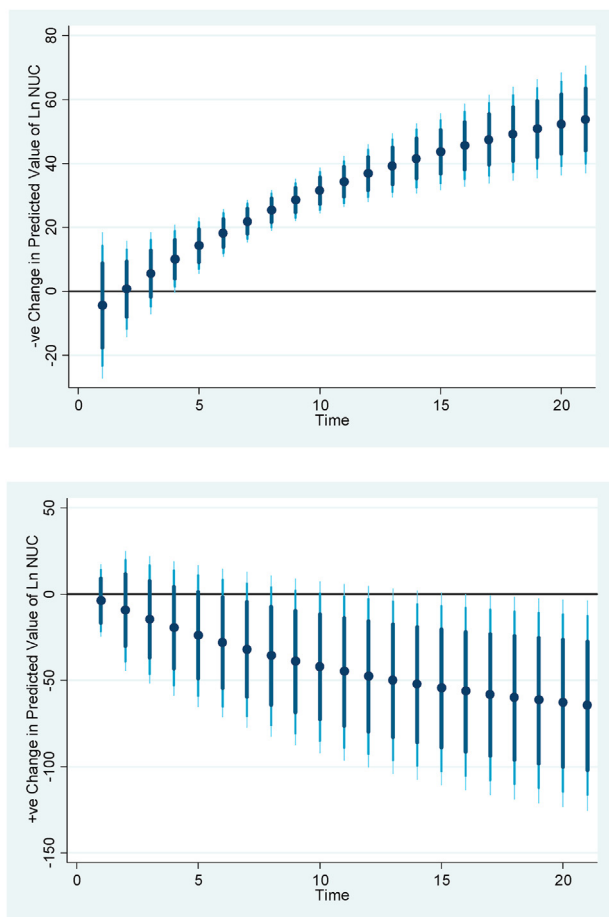 -ve Change in Predicted Value of Ln NUC
80
60
40
20
0
-20
0 5 10 15 20
Time
+ve Change in Predicted Value of Ln NUC
50
0
-50
-100
-150
0 5 10 15 20
Time